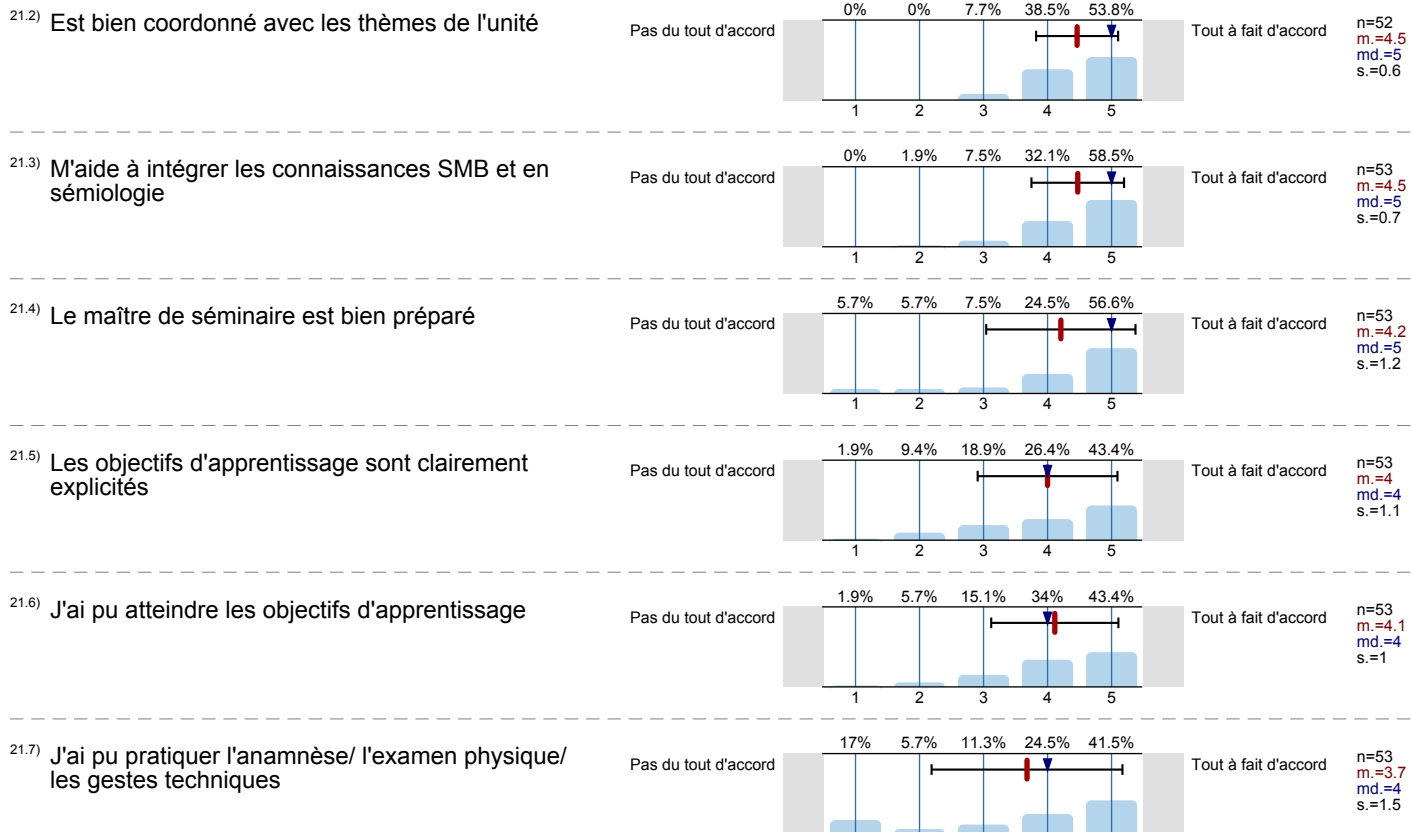 21.2) Est bien coordonné avec les thèmes de l'unité
Pas du tout d'accord
0% 0% 7.7% 38.5% 53.8%
1 2 3 4 5
Tout à fait d'accord
n=52
m.=4.5
md.=5
s.=0.6
21.3) M'aide à intégrer les connaissances SMB et en
sémiologie
Pas du tout d'accord
0% 1.9% 7.5% 32.1% 58.5%
1 2 3 4 5
Tout à fait d'accord
n=53
m.=4.5
md.=5
s.=0.7
21.4) Le maître de séminaire est bien préparé
Pas du tout d'accord
5.7% 5.7% 7.5% 24.5% 56.6%
1 2 3 4 5
Tout à fait d'accord
n=53
m.=4.2
md.=5
s.=1.2
21.5) Les objectifs d'apprentissage sont clairement
explicités
Pas du tout d'accord
1.9% 9.4% 18.9% 26.4% 43.4%
1 2 3 4 5
Tout à fait d'accord
n=53
m.=4
md.=4
s.=1.1
21.6) J'ai pu atteindre les objectifs d'apprentissage
Pas du tout d'accord
1.9% 5.7% 15.1% 34% 43.4%
1 2 3 4 5
Tout à fait d'accord
n=53
m.=4.1
md.=4
s.=1
21.7) J'ai pu pratiquer l'anamnèse/ l'examen physique/
les gestes techniques
Pas du tout d'accord
17% 5.7% 11.3% 24.5% 41.5%
Tout à fait d'accord
n=53
m.=3.7
md.=4
s.=1.5